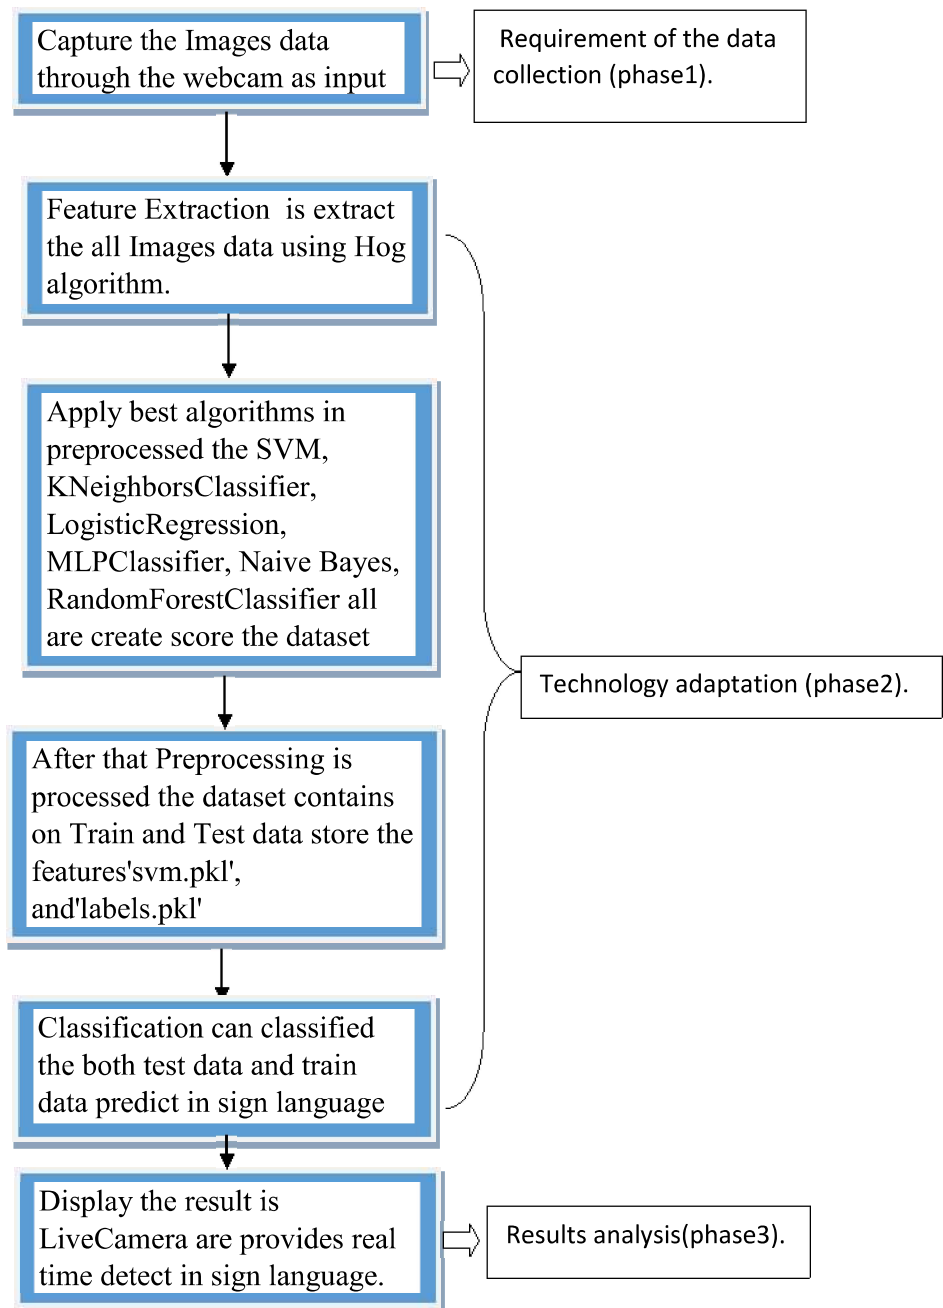 Capture the Images data
through the webcam as input
Requirement of the data
collection (phase1).
Feature Extraction  is extract
the all Images data using Hog
algorithm.
Apply best algorithms in
preprocessed the SVM,
KNeighborsClassifier,
LogisticRegression,
MLPClassifier, Naive Bayes,
RandomForestClassifier all
are create score the dataset
Technology adaptation (phase2).
After that Preprocessing is
processed the dataset contains
on Train and Test data store the
features'svm.pkl',
and'labels.pkl'
Classification can classified
the both test data and train
data predict in sign language
Display the result is
LiveCamera are provides real
time detect in sign language.
Results analysis(phase3).